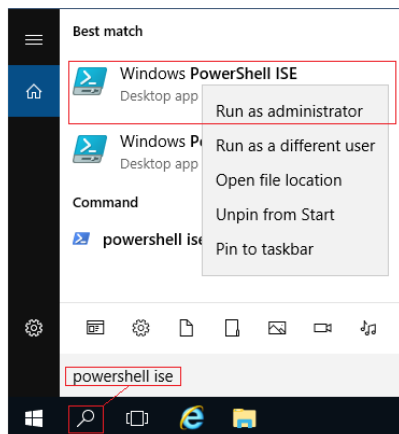 Best match
Windows PowerShell ISE
Desktop app
Run as administrator
Windows P
Run as a different user
Desktop app
Open file location
Command
Unpin from Start
powershell ise
Pin to taskbar
powershell ise